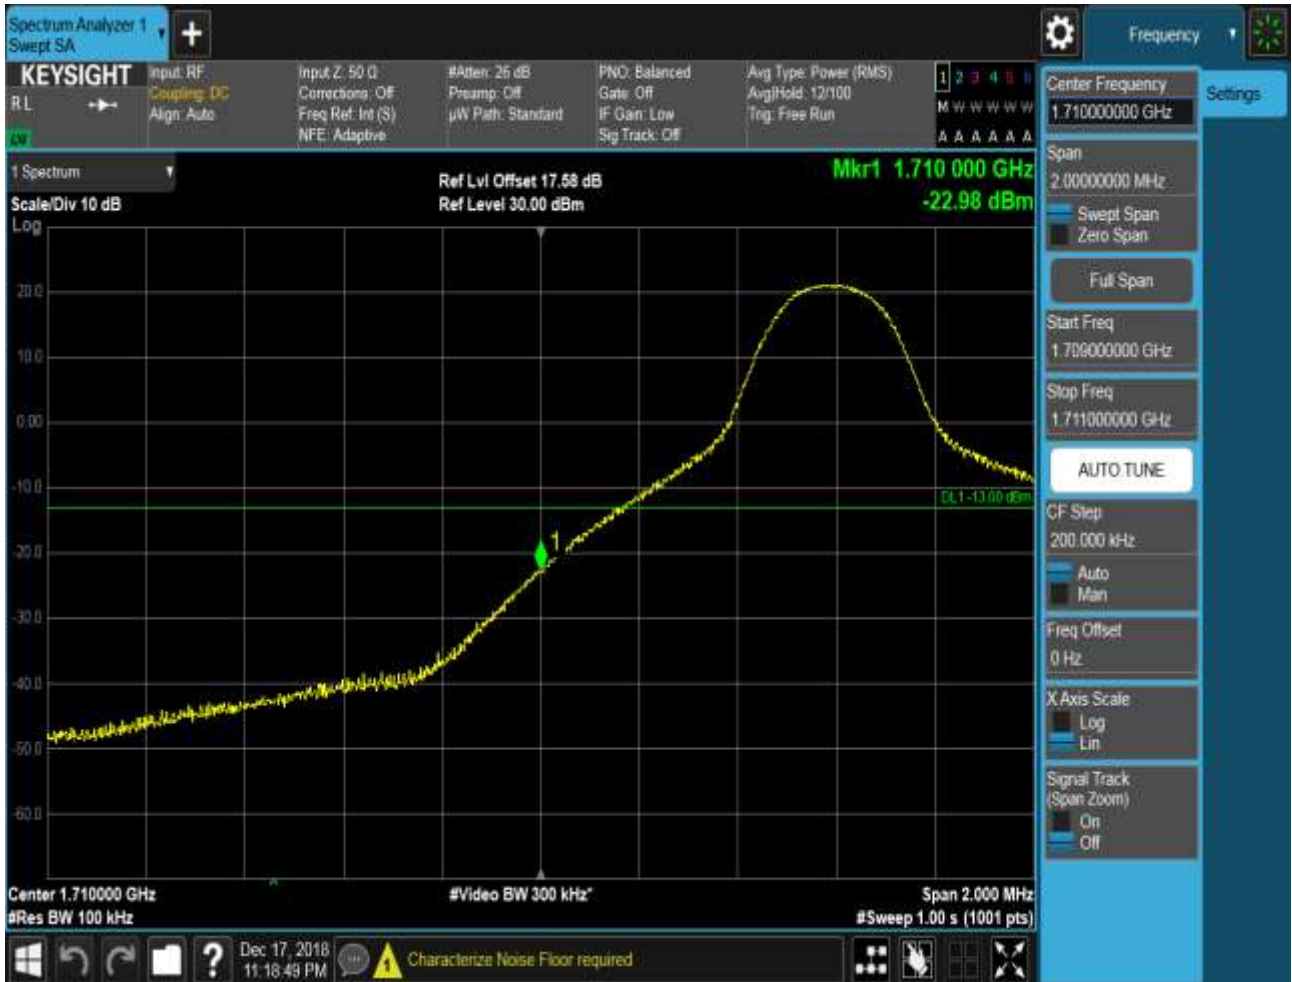 Spectrum Analyzer 1
Swept SA
Frequency
KEYSIGHT
RL
Input: RF
Coupling: DC
Align: Auto
Input Z: 50 Ω
Corrections: Off
Freq Ref: Int (S)
NFE: Adaptive
#Atten: 26 dB
Preamp: Off
µW Path: Standard
PNO: Balanced
Gate: Off
IF Gain: Low
Sig Track: Off
Avg Type: Power (RMS)
Avg|Hold: 12/100
Trig: Free Run
1 2 3 4 5 6
M W W W W W
A A A A A A
1 Spectrum
Scale/Div 10 dB
Log
Ref Lvl Offset 17.58 dB
Ref Level 30.00 dBm
Mkr1 1.710 000 GHz
-22.98 dBm
20.0
10.0
0.00
-10.0
-20.0
-30.0
-40.0
-50.0
-60.0
DL1 -13.00 dBm
1
Center 1.710000 GHz
#Res BW 100 kHz
#Video BW 300 kHz*
Span 2.000 MHz
#Sweep 1.00 s (1001 pts)
Dec 17, 2018
11:18:49 PM
Characterize Noise Floor required
Center Frequency
1.710000000 GHz
Settings
Span
2.00000000 MHz
Swept Span
Zero Span
Full Span
Start Freq
1.709000000 GHz
Stop Freq
1.711000000 GHz
AUTO TUNE
CF Step
200.000 kHz
Auto
Man
Freq Offset
0 Hz
X Axis Scale
Log
Lin
Signal Track
(Span Zoom)
On
Off